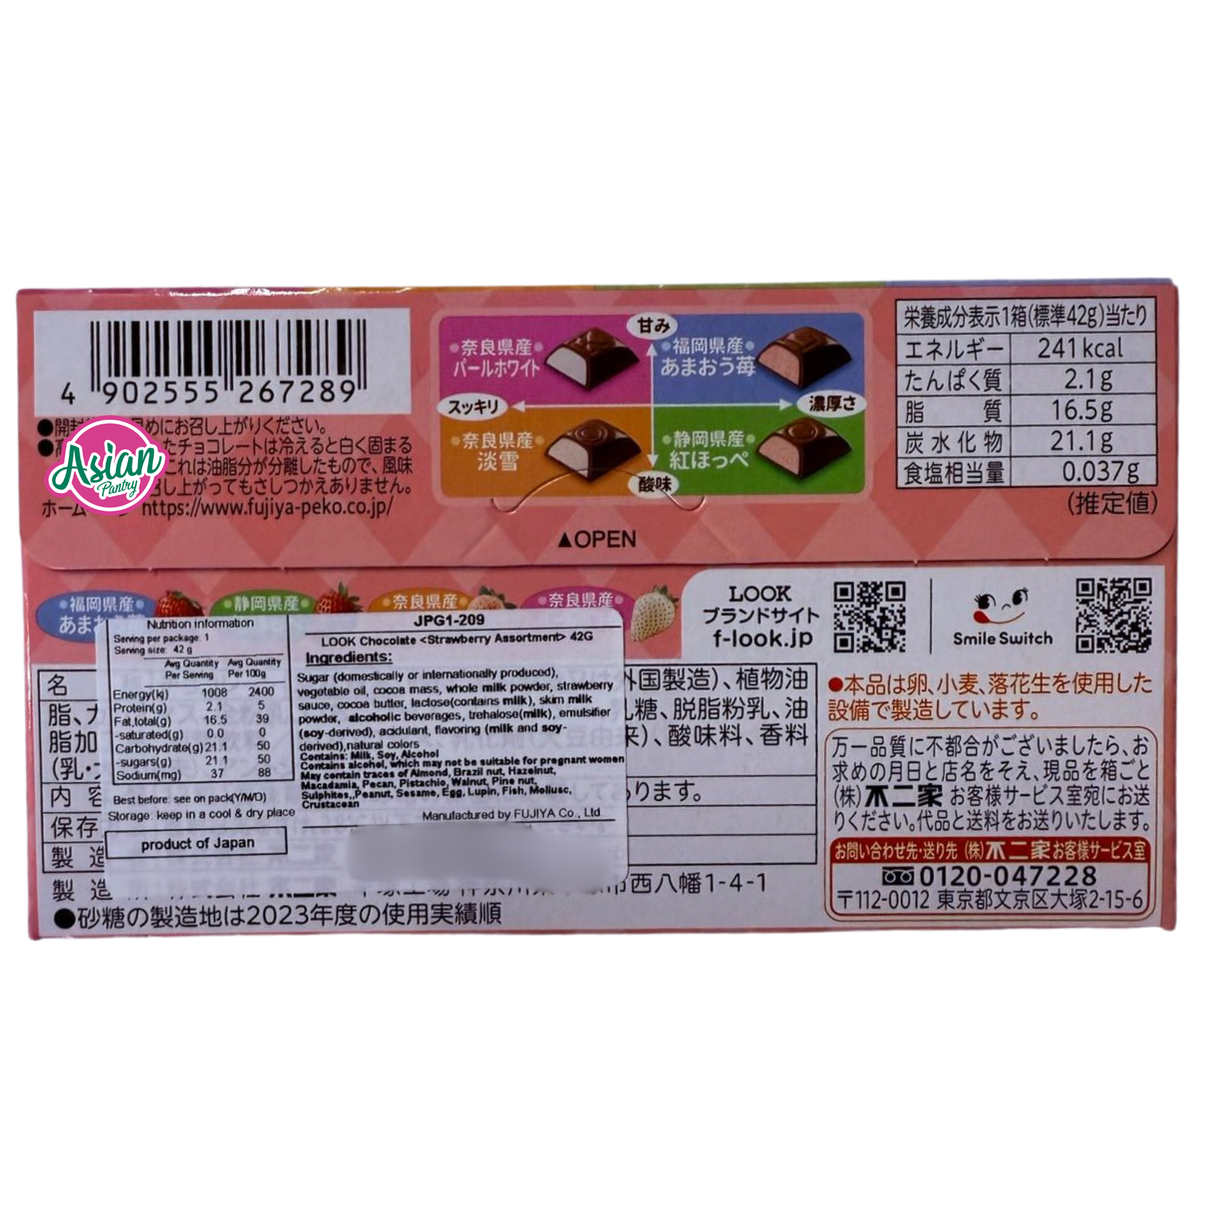 4 902555 267289
●開封 めにお召し上がりください。
たチョコレートは冷えると白く固まる
これは油脂分が分離したもので、風味
召し上がってもさしつかえありません。
ホーム https://www.fujiya-peko.co.jp/
Asian
Pantry
甘み
奈良県産
パールホワイト
福岡県産
あまおう苺
スッキリ
濃厚さ
奈良県産
淡雪
静岡県産
紅ほっぺ
酸味
▲OPEN
栄養成分表示1箱(標準42g)当たり
エネルギー 241kcal
たんぱく質 2.1g
脂質 16.5g
炭水化物 21.1g
食塩相当量 0.037g
(推定値)
福岡県産
あまお
静岡県産
奈良県産
奈良県産
LOOK
ブランドサイト
f-look.jp
Smile Switch
Nutrition information
Serving per package: 1
Serving size: 42 g
Avg Quantity Per Serving Avg Quantity Per 100g
Energy(kj) 1008 2400
Protein(g) 2.1 5
Fat,total(g) 16.5 39
-saturated(g) 0.0 0
Carbohydrate(g) 21.1 50
-sugars(g) 21.1 50
Sodium(mg) 37 88
Best before: see on pack(Y/M/D)
Storage: keep in a cool & dry place
product of Japan
JPG1-209
LOOK Chocolate <Strawberry Assortment> 42G
Ingredients:
Sugar (domestically or internationally produced),
vegetable oil, cocoa mass, whole milk powder, strawberry
sauce, cocoa butter, lactose(contains milk), skim milk
powder, alcoholic beverages, trehalose(milk), emulsifier
(soy-derived), acidulant, flavoring (milk and soy-
derived),natural colors
Contains: Milk, Soy, Alcohol
Contains alcohol, which may not be suitable for pregnant women
May contain traces of Almond, Brazil nut, Hazelnut,
Macadamia, Pecan, Pistachio, Walnut, Pine nut,
Sulphites,,Peanut, Sesame, Egg, Lupin, Fish, Mollusc,
Crustacean
Manufactured by FUJIYA Co., Ltd
名
外国製造)、植物油
脂、カ
乳糖、脱脂粉乳、油
脂加
来)、酸味料、香料
(乳・
内容
あります。
保存
製造
製造 市西八幡1-4-1
●砂糖の製造地は2023年度の使用実績順
●本品は卵、小麦、落花生を使用した
設備で製造しています。
万一品質に不都合がございましたら、お
求めの月日と店名をそえ、現品を箱ごと
(株)不二家 お客様サービス室宛にお送
りください。代品と送料をお送りいたします。
お問い合わせ先・送り先 (株)不二家お客様サービス室
0120-047228
〒112-0012 東京都文京区大塚2-15-6